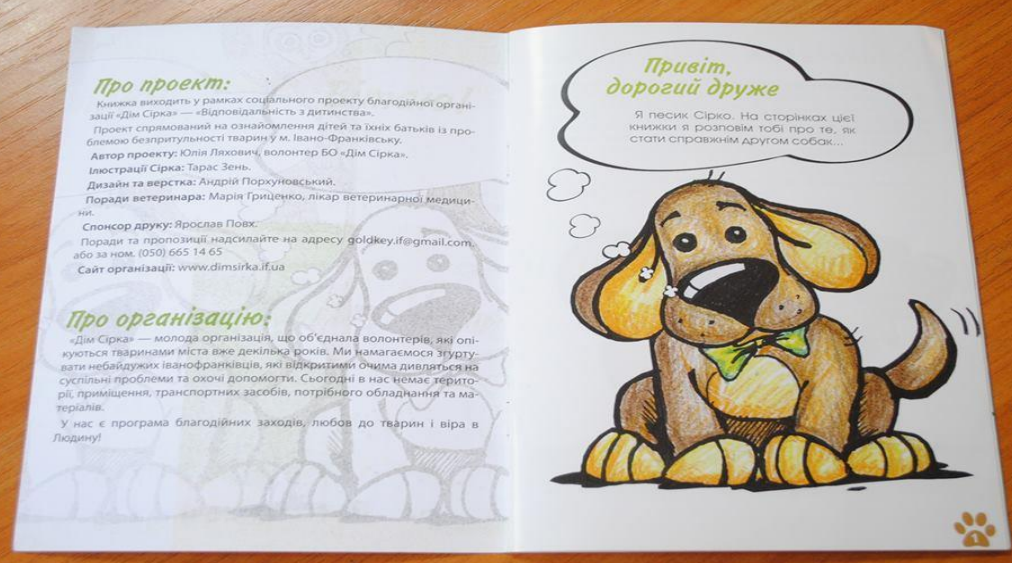 Про проект:
Книжка виходить у рамках соціального проекту благодійної органі-
зації «Дім Сірка» — «Відповідальність з дитинства».
Проект спрямований на ознайомлення дітей та їхніх батьків із про-
блемою безпритульності тварин у м. Івано-Франківську.
Автор проекту: Юлія Ляхович, волонтер БО «Дім Сірка».
Ілюстрації Сірка: Тарас Зень.
Дизайн та верстка: Андрій Порхуновський.
Поради ветеринара: Марія Гриценко, лікар ветеринарної медици-
ни.
Спонсор друку: Ярослав Повх.
Поради та пропозиції надсилайте на адресу goldkey.if@gmail.com,
або за ном. (050) 665 14 65
Сайт організації: www.dimsirka.if.ua
Про організацію:
«Дім Сірка» — молода організація, що об’єднала волонтерів, які опі-
куються тваринами міста вже декілька років. Ми намагаємося згурту-
вати небайдужих іванофранківців, які відкритими очима дивляться на
суспільні проблеми та охочі допомогти. Сьогодні в нас немає терито-
рії, приміщення, транспортних засобів, потрібного обладнання та ма-
теріалів.
У нас є програма благодійних заходів, любов до тварин і віра в
Людину!
Привіт,
дорогий друже
Я песик Сірко. На сторінках цієї
книжки я розповім тобі про те, як
стати справжнім другом собак...
1